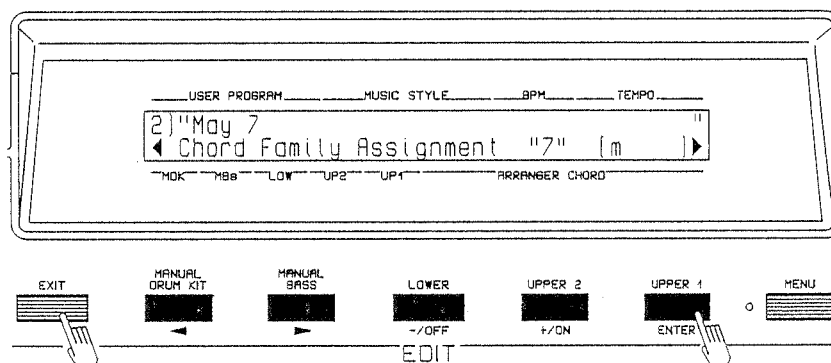 USER PROGRAM MUSIC STYLE BPM TEMPO
2)"May 7 "
◀ Chord Family Assignment "7" [m ]▶
MDK MBs LOW UP2 UP1 ARRANGER CHORD
EXIT MANUAL DRUM KIT MANUAL BASS LOWER UPPER 2 UPPER 1 MENU
◀ ▶ -/OFF +/ON ENTER
EDIT